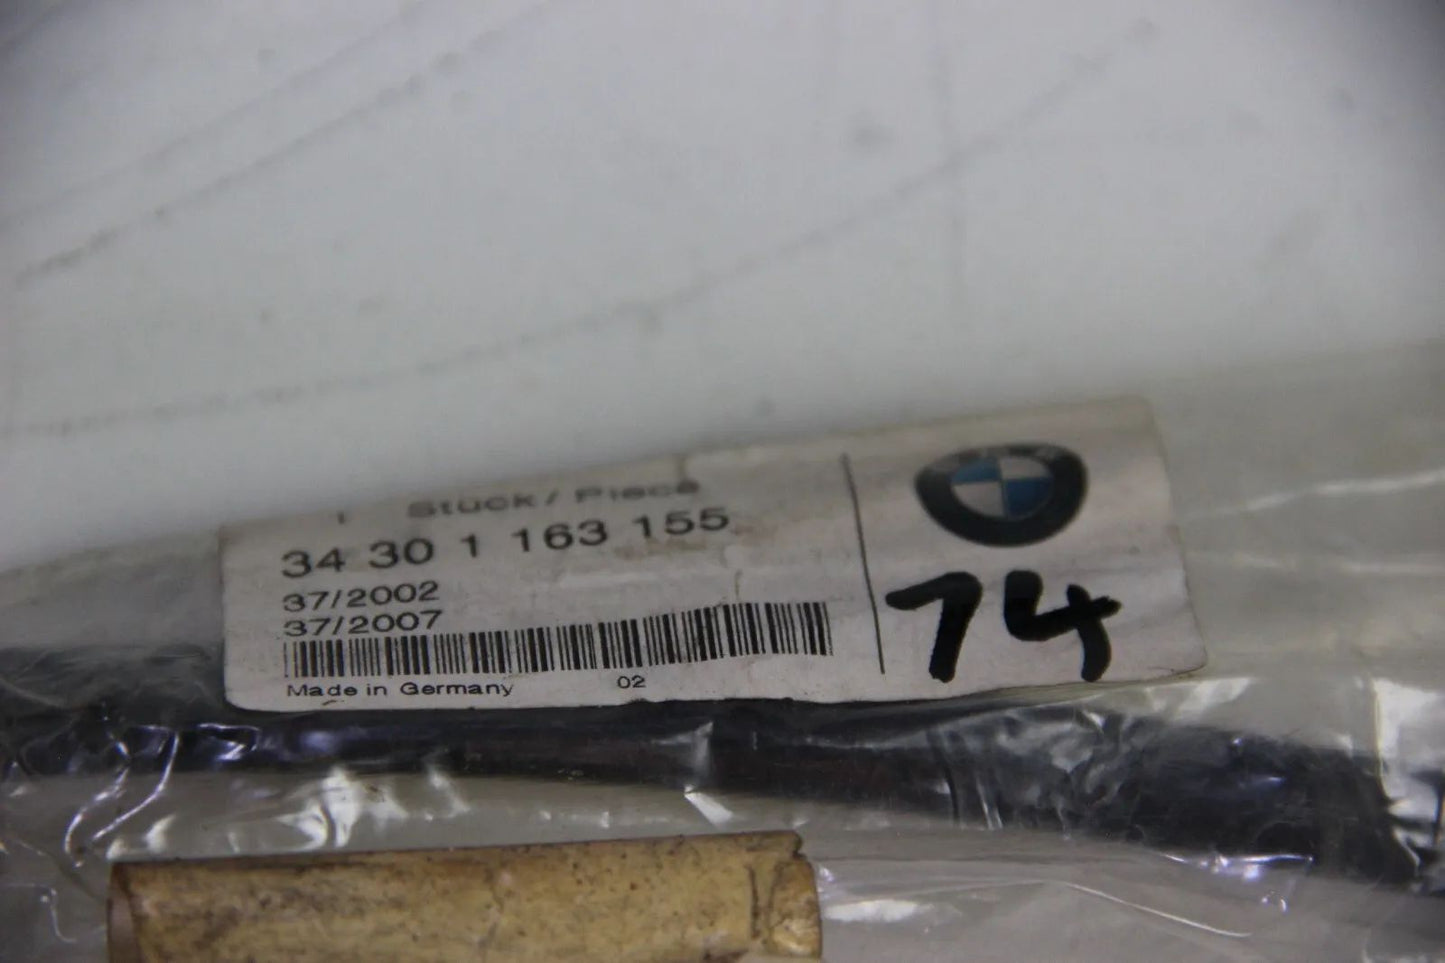 1 Stück/Piece
34 30 1 163 155
37/2002
37/2007
Made in Germany 02
74